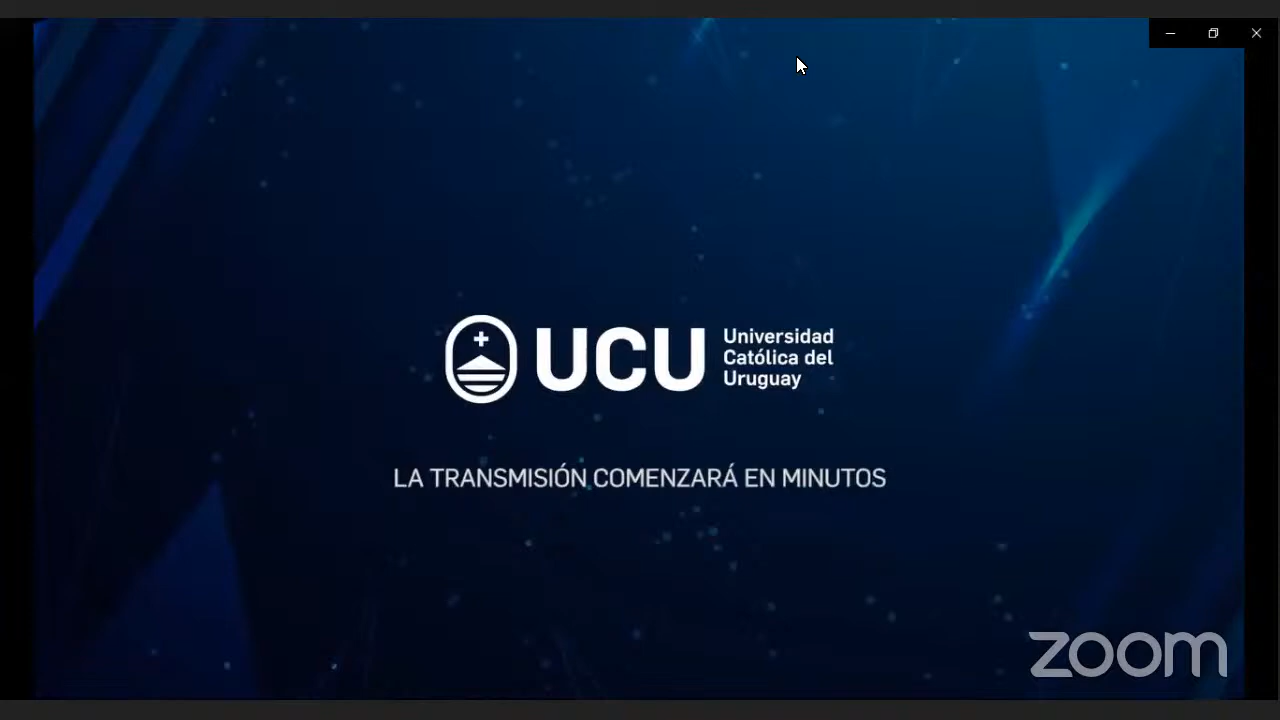 UCU
Universidad
Católica del
Uruguay
LA TRANSMISIÓN COMENZARÁ EN MINUTOS
zoom